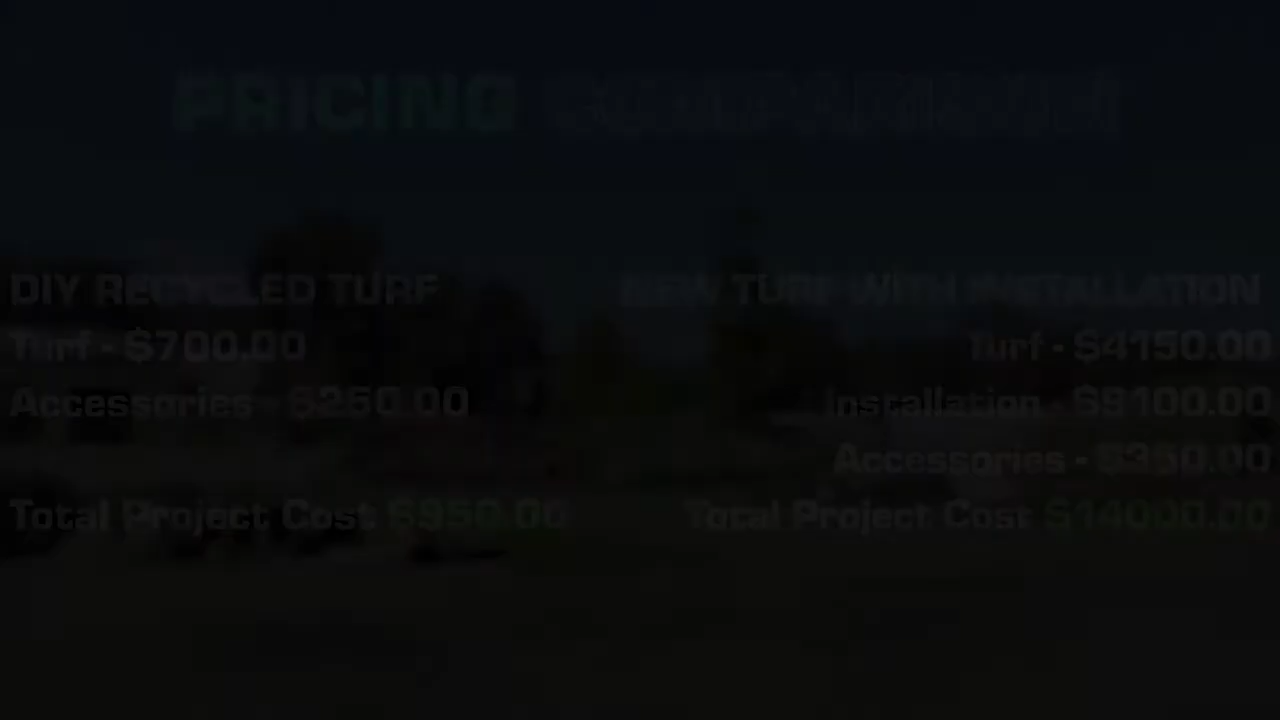 PRICING COMPARISON
DIY RECYCLED TURF
Turf - $700.00
Accessories - $250.00
Total Project Cost $950.00
NEW TURF WITH INSTALLATION
Turf - $4150.00
Installation - $9100.00
Accessories - $350.00
Total Project Cost $14000.00